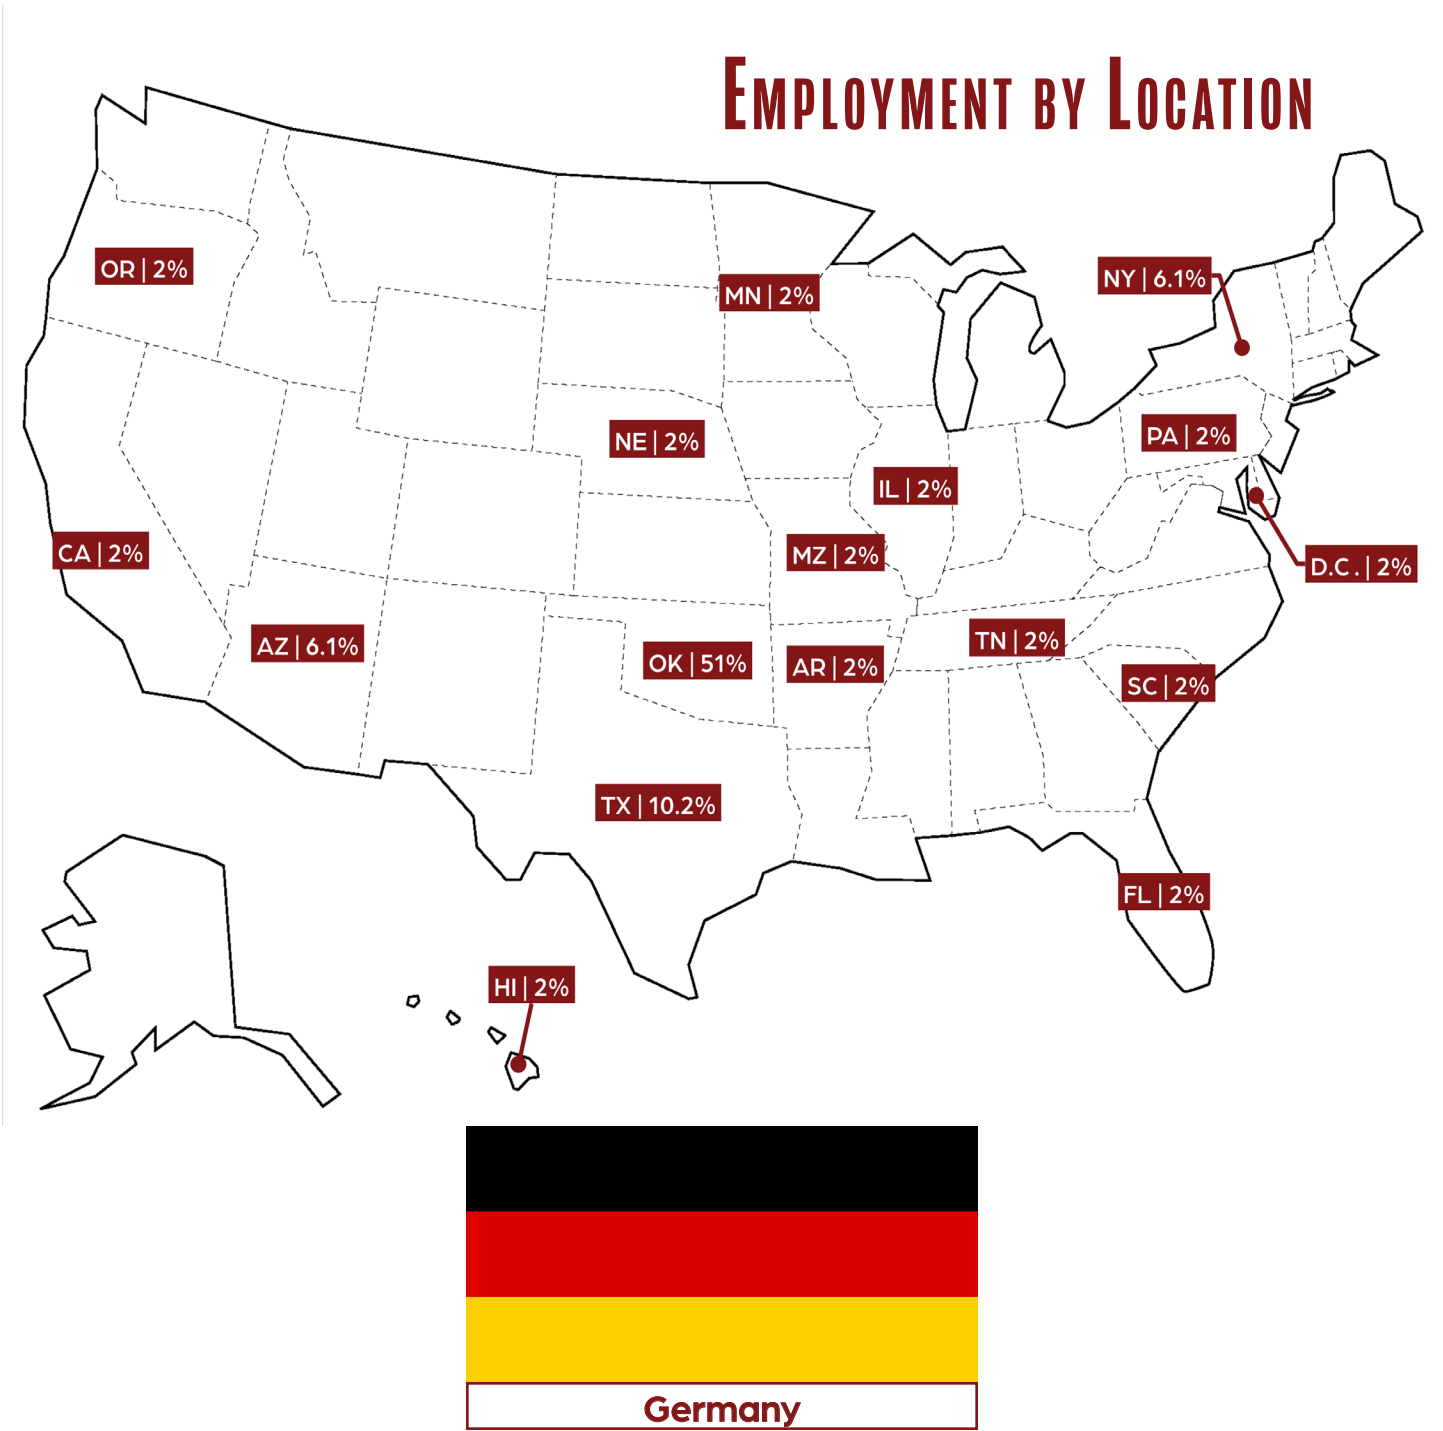 EMPLOYMENT BY LOCATION
OR | 2%
NY | 6.1%
MN | 2%
NE | 2%
PA | 2%
IL | 2%
CA | 2%
MZ | 2%
D.C. | 2%
AZ | 6.1%
OK | 51%
AR | 2%
TN | 2%
SC | 2%
TX | 10.2%
FL | 2%
HI | 2%
Germany